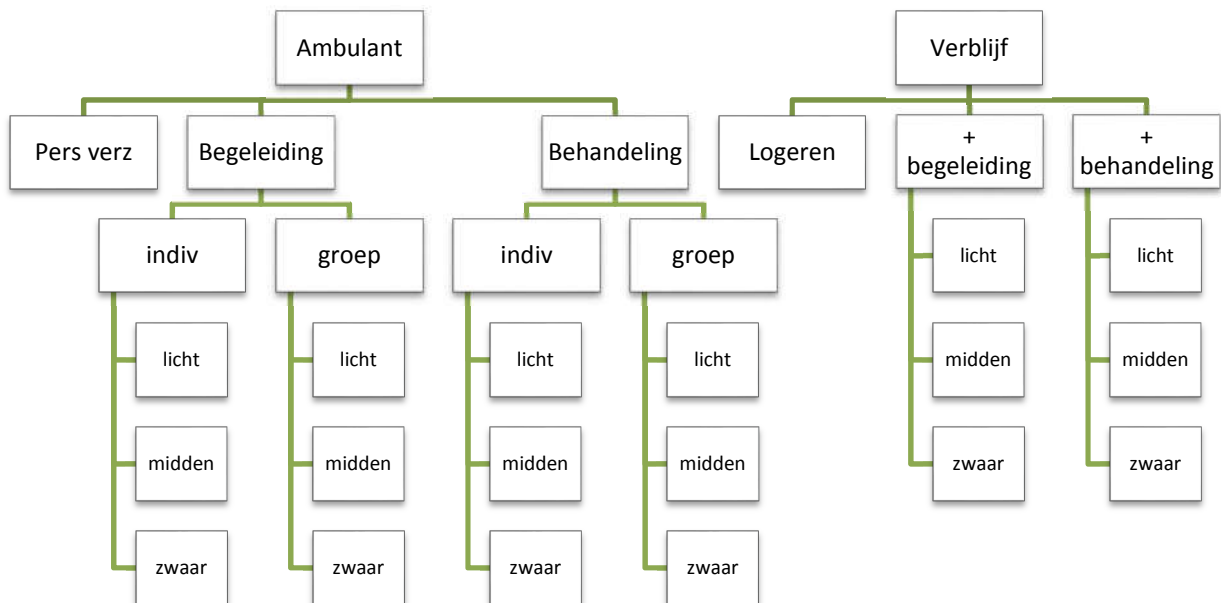 Ambulant
Verblijf
Pers verz
Begeleiding
Behandeling
Logeren
+
begeleiding
+
behandeling
indiv
groep
indiv
groep
licht
licht
licht
licht
licht
licht
midden
midden
midden
midden
midden
midden
zwaar
zwaar
zwaar
zwaar
zwaar
zwaar